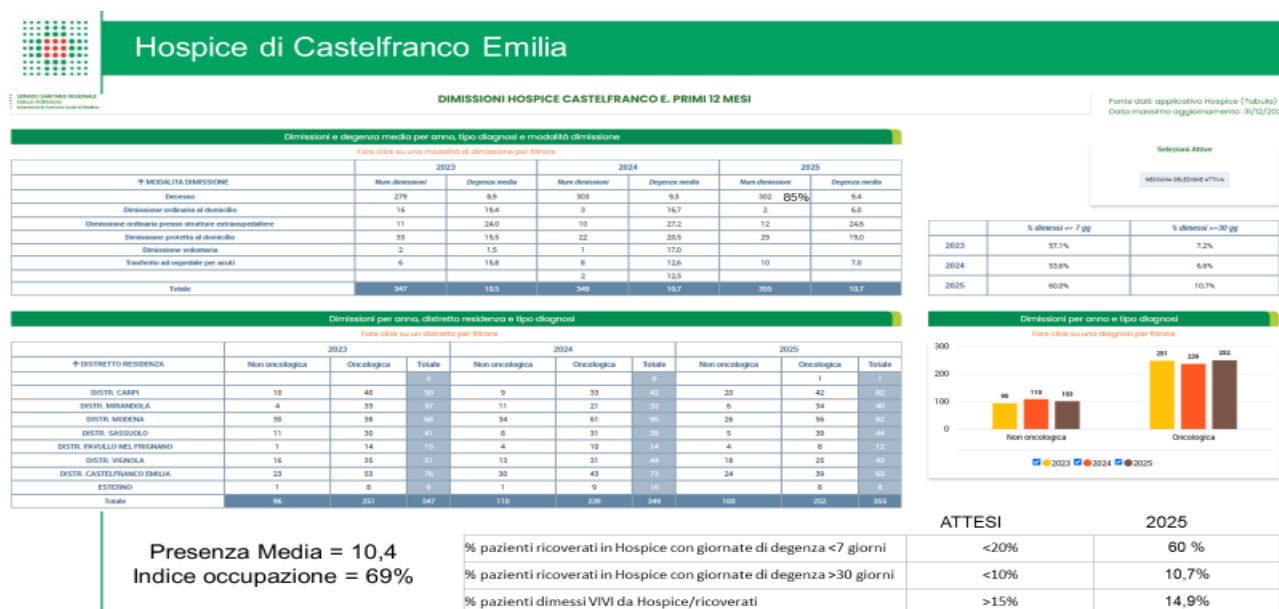 Hospice di Castelfranco Emilia
SERVIZIO SANITARIO REGIONALE
EMILIA-ROMAGNA
DIMISSIONI HOSPICE CASTELFRANCO E. PRIMI 12 MESI
Fonte dati: applicativo Hospice (Tabula)
Data massimo aggiornamento: 31/12/202
Dimissioni e degenza media per anno, tipo diagnosi e modalità dimissione
Fare click su una modalità di dimissione per filtrare
2023 2024 2025
↑ MODALITA DIMISSIONE Num dimissioni Degenza media Num dimissioni Degenza media Num dimissioni Degenza media
Decesso 279 8,9 303 9,3 302 85% 9,4
Dimissione ordinaria al domicilio 16 19,4 3 16,7 2 6,0
Dimissione ordinaria presso strutture extraospedaliere 11 24,0 10 27,2 12 24,6
Dimissione protetta al domicilio 33 15,5 22 20,5 29 19,0
Dimissione volontaria 2 1,5 1 17,0
Trasferito ad ospedale per acuti 6 15,8 8 12,6 10 7,8
2 12,5
Totale 347 10,5 349 10,7 355 10,7
Selezioni Attive
NESSUNA SELEZIONE ATTIVA
% dimessi <= 7 gg % dimessi >=30 gg
2023 57,1% 7,2%
2024 53,6% 6,6%
2025 60,0% 10,7%
Dimissioni per anno, distretto residenza e tipo diagnosi
Fare click su un distretto per filtrare
2023 2024 2025
↑ DISTRETTO RESIDENZA Non oncologica Oncologica Totale Non oncologica Oncologica Totale Non oncologica Oncologica Totale
0 0 1 1
DISTR. CARPI 10 40 50 9 33 42 20 42 62
DISTR. MIRANDOLA 4 33 37 11 21 32 6 34 40
DISTR. MODENA 30 38 68 34 61 95 26 56 82
DISTR. SASSUOLO 11 30 41 8 31 39 5 39 44
DISTR. PAVULLO NEL FRIGNANO 1 14 15 4 10 14 4 8 12
DISTR. VIGNOLA 16 35 51 13 31 44 18 25 43
DISTR. CASTELFRANCO EMILIA 23 53 76 30 43 73 24 39 63
ESTERNO 1 8 9 1 9 10 8 8
Totale 96 251 347 110 239 349 103 252 355
Dimissioni per anno e tipo diagnosi
Fare click su una diagnosi per filtrare
300
200
100
0
96 110 103 251 239 252
Non oncologica Oncologica
2023 2024 2025
Presenza Media = 10,4
Indice occupazione = 69%
ATTESI 2025
% pazienti ricoverati in Hospice con giornate di degenza <7 giorni <20% 60 %
% pazienti ricoverati in Hospice con giornate di degenza >30 giorni <10% 10,7%
% pazienti dimessi VIVI da Hospice/ricoverati >15% 14,9%